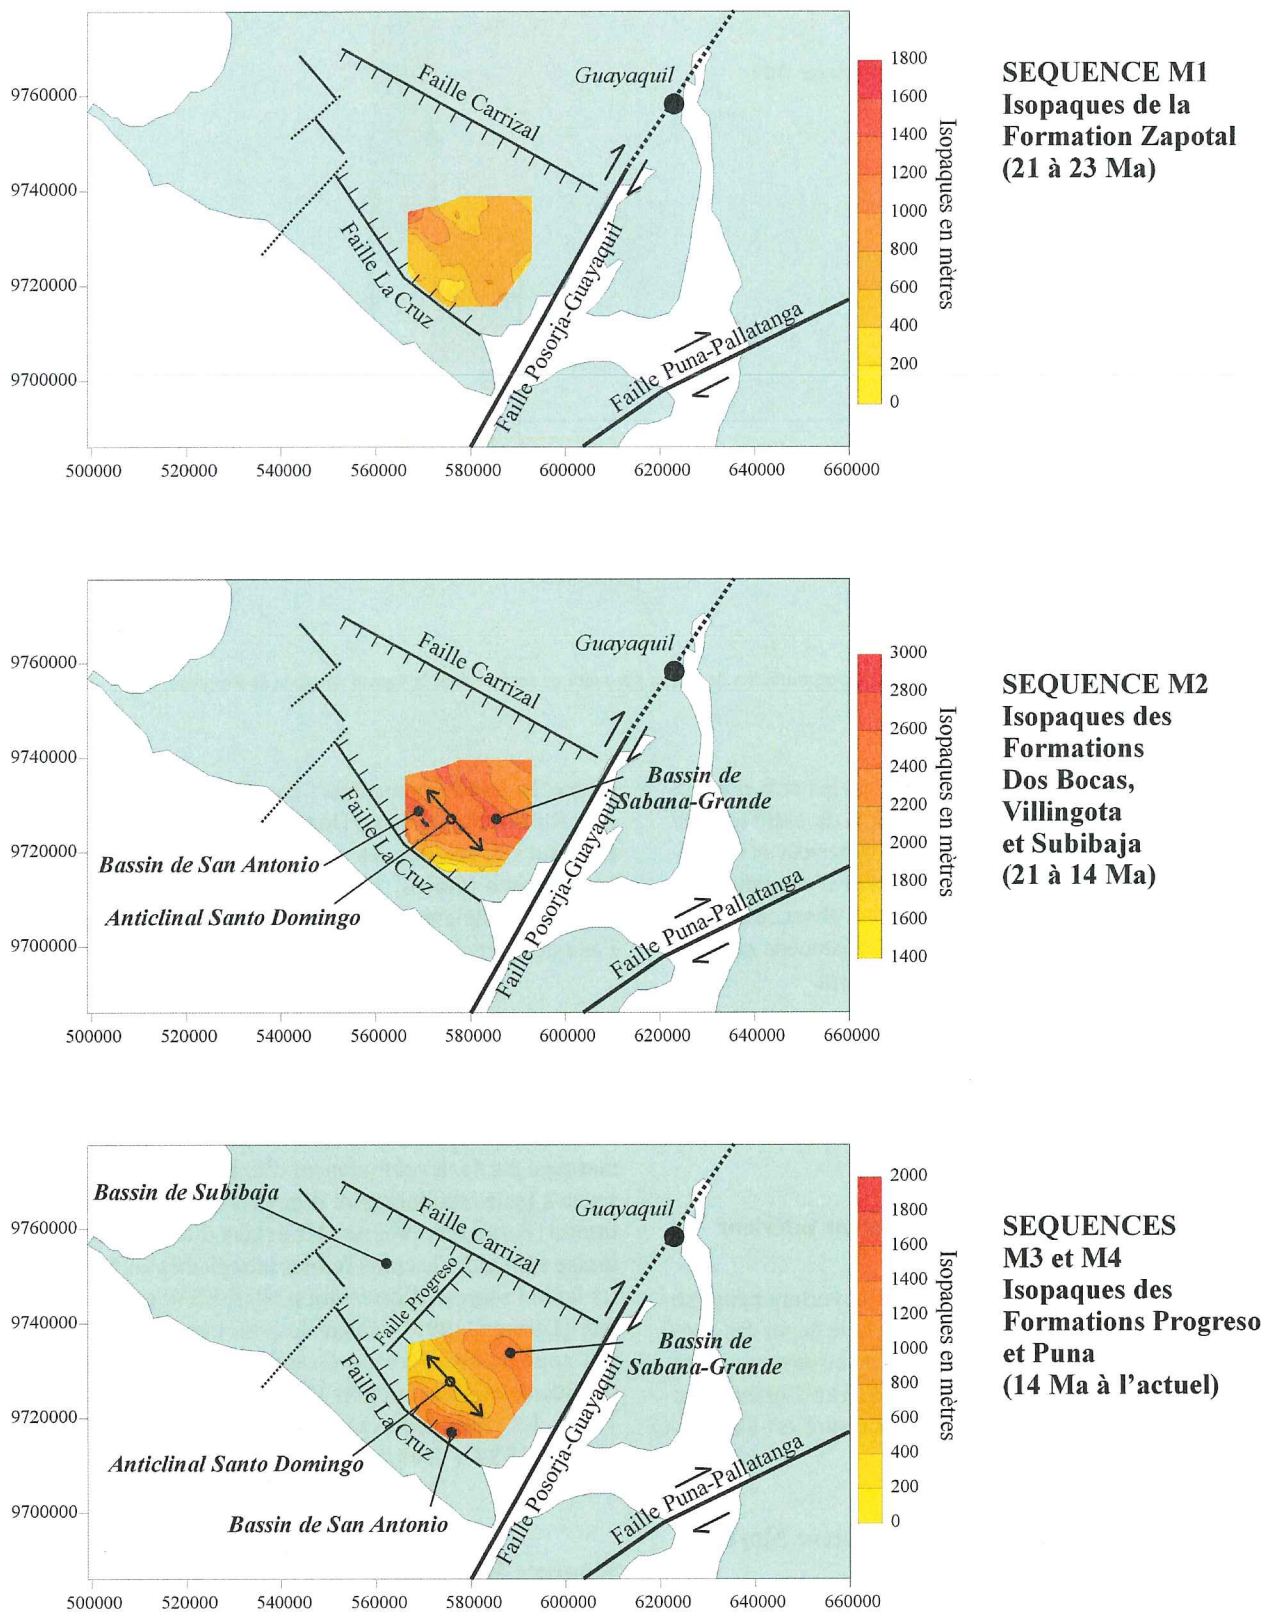 9760000
9740000
9720000
9700000
500000 520000 540000 560000 580000 600000 620000 640000 660000
Faille Carrizal
Guayaquil
Faille La Cruz
Faille Posorja-Guayaquil
Faille Puna-Pallatanga
1800
1600
1400
1200
1000
800
600
400
200
0
Isopaques en mètres
SEQUENCE M1
Isopaques de la
Formation Zapotal
(21 à 23 Ma)
9760000
9740000
9720000
9700000
500000 520000 540000 560000 580000 600000 620000 640000 660000
Faille Carrizal
Guayaquil
Bassin de
Sabana-Grande
Faille La Cruz
Bassin de San Antonio
Anticlinal Santo Domingo
Faille Posorja-Guayaquil
Faille Puna-Pallatanga
3000
2800
2600
2400
2200
2000
1800
1600
1400
Isopaques en mètres
SEQUENCE M2
Isopaques des
Formations
Dos Bocas,
Villingota
et Subibaja
(21 à 14 Ma)
9760000
9740000
9720000
9700000
500000 520000 540000 560000 580000 600000 620000 640000 660000
Bassin de Subibaja
Faille Carrizal
Guayaquil
Faille Progreso
Bassin de
Sabana-Grande
Faille La Cruz
Anticlinal Santo Domingo
Bassin de San Antonio
Faille Posorja-Guayaquil
Faille Puna-Pallatanga
2000
1800
1600
1400
1200
1000
800
600
400
200
0
Isopaques en mètres
SEQUENCES
M3 et M4
Isopaques des
Formations Progreso
et Puna
(14 Ma à l'actuel)